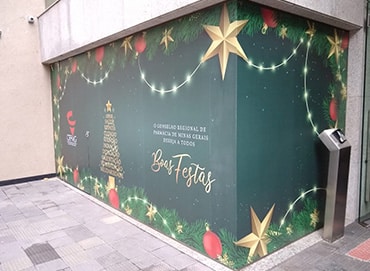 O CONSELHO REGIONAL DE
FARMÁCIA DE MINAS GERAIS
DESEJA A TODOS
Boas Festas